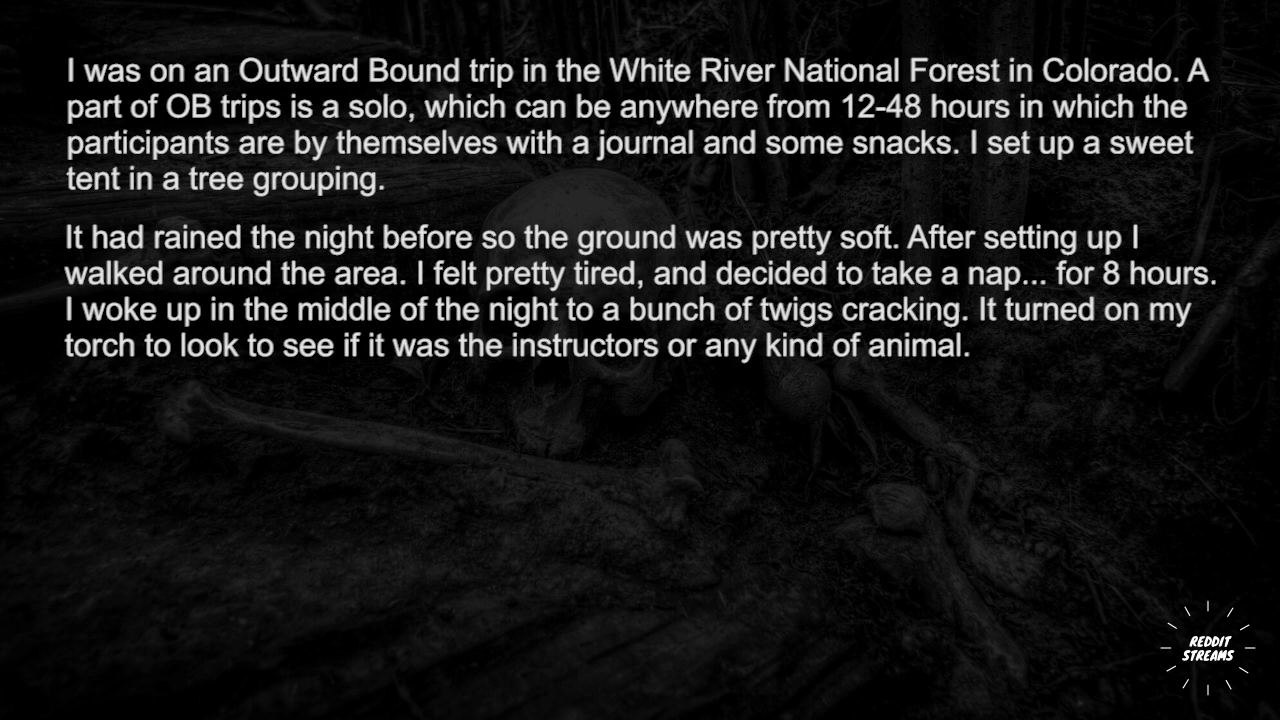 I was on an Outward Bound trip in the White River National Forest in Colorado. A
part of OB trips is a solo, which can be anywhere from 12-48 hours in which the
participants are by themselves with a journal and some snacks. I set up a sweet
tent in a tree grouping.
It had rained the night before so the ground was pretty soft. After setting up I
walked around the area. I felt pretty tired, and decided to take a nap... for 8 hours.
I woke up in the middle of the night to a bunch of twigs cracking. It turned on my
torch to look to see if it was the instructors or any kind of animal.
REDDIT
STREAMS